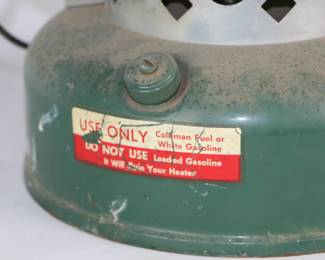 USE ONLY Coleman Fuel or
White Gasoline
DO NOT USE Leaded Gasoline
It Will Ruin Your Heater